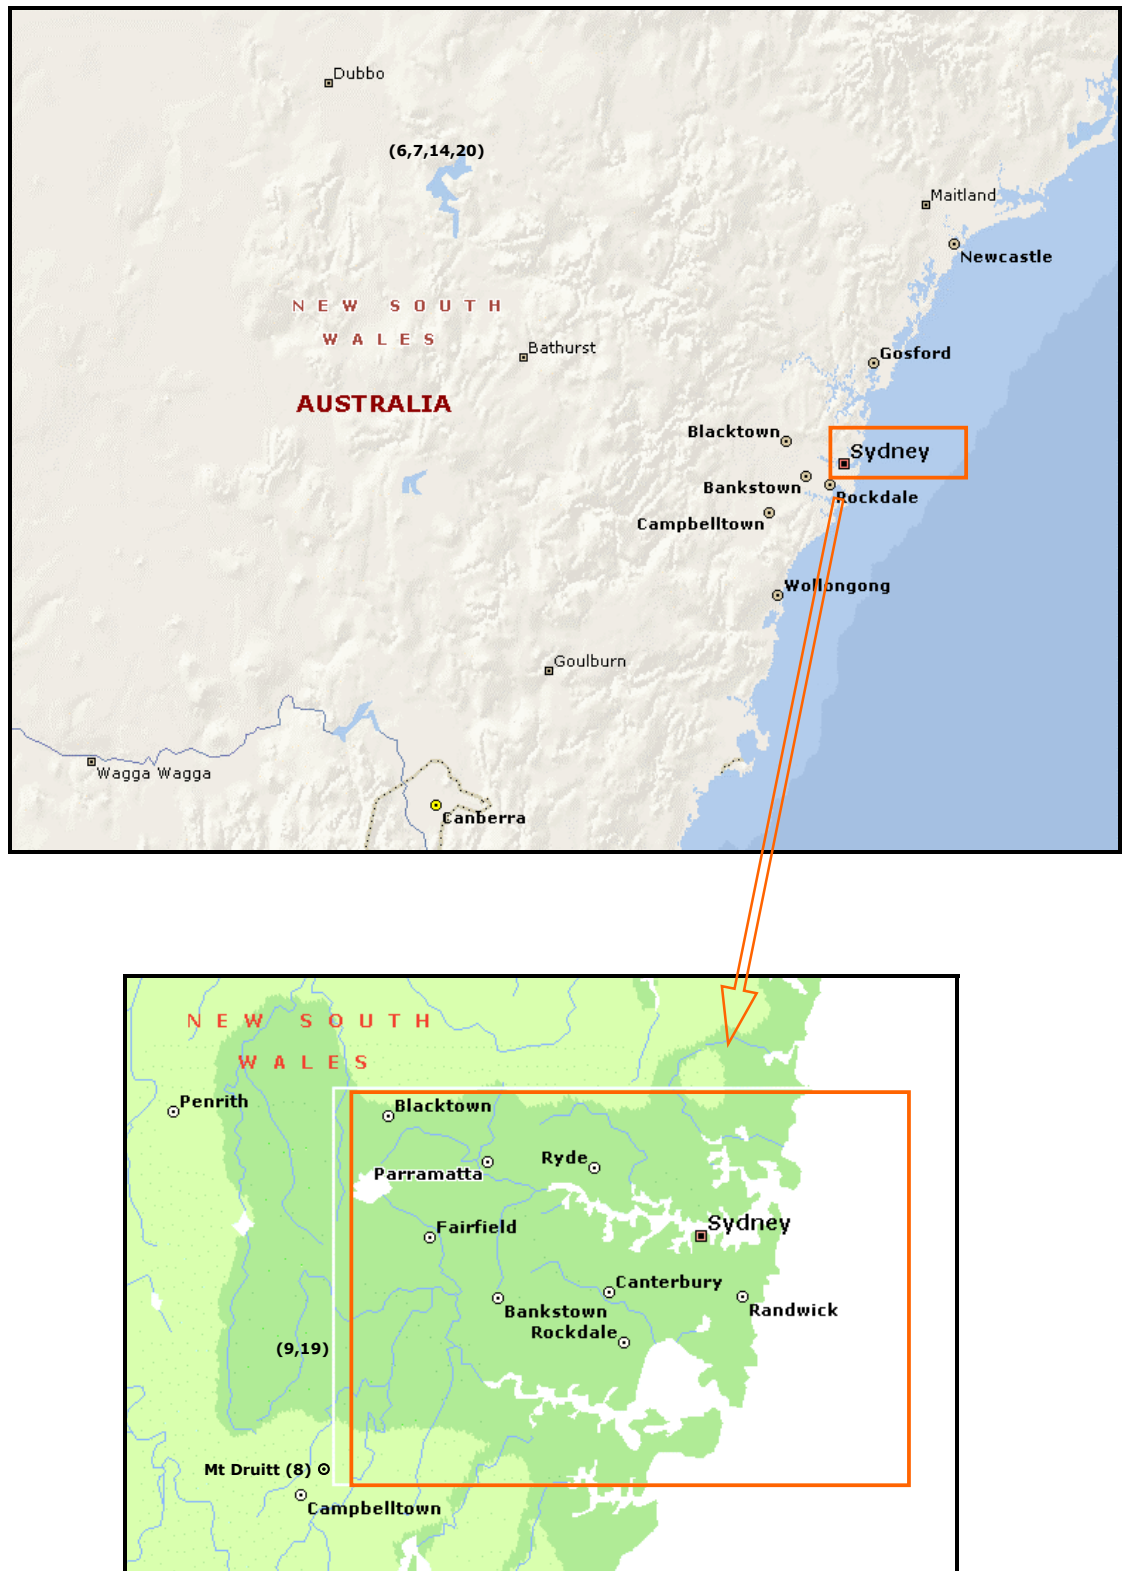 Dubbo
(6,7,14,20)
Maitland
Newcastle
NEW SOUTH
WALES
Bathurst
Gosford
AUSTRALIA
Blacktown
Sydney
Bankstown
Rockdale
Campbelltown
Wollongong
Goulburn
Wagga Wagga
Canberra
NEW SOUTH
WALES
Penrith
Blacktown
Ryde
Parramatta
Sydney
Fairfield
Canterbury
Bankstown
Randwick
Rockdale
(9,19)
Mt Druitt (8)
Campbelltown